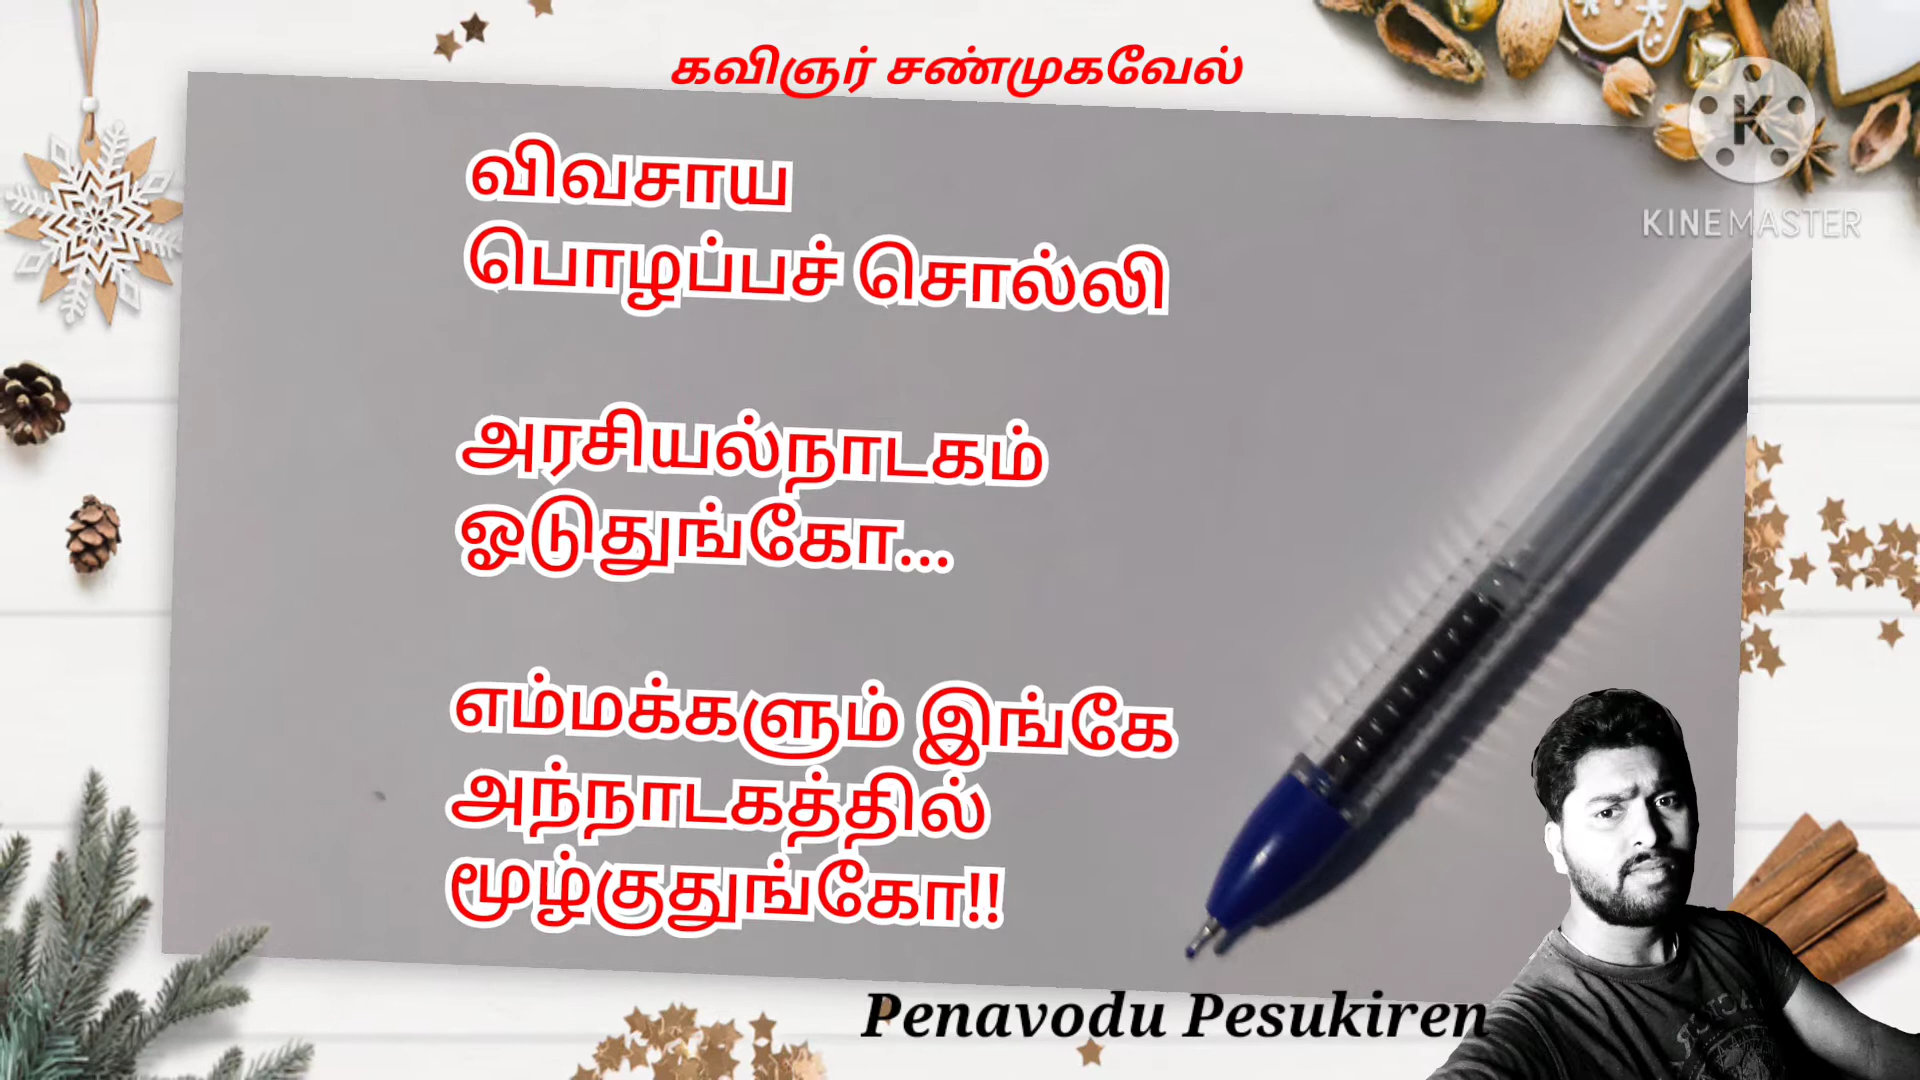 கவிஞர் சண்முகவேல்
விவசாய
பொழப்பச் சொல்லி
அரசியல்நாடகம்
ஓடுதுங்கோ...
எம்மக்களும் இங்கே
அந்நாடகத்தில்
மூழ்குதுங்கோ!!
Penavodu Pesukiren
K
KINEMASTER